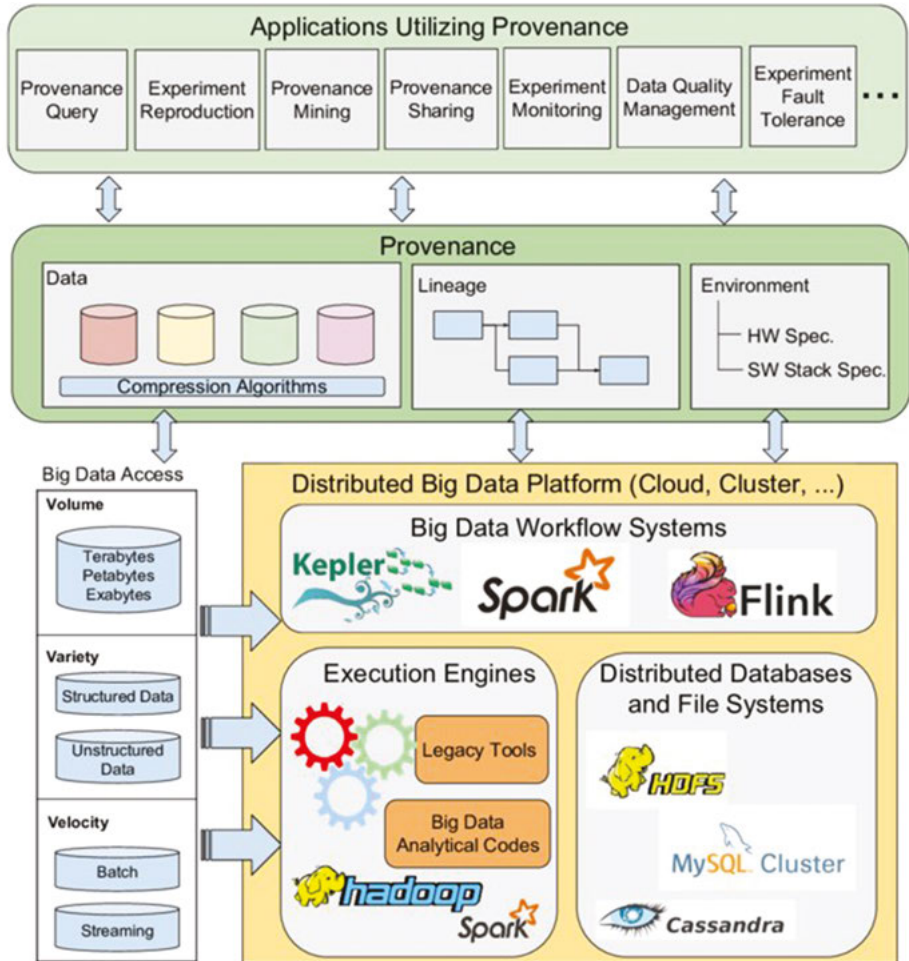 Applications Utilizing Provenance
Provenance
Query
Experiment
Reproduction
Provenance
Mining
Provenance
Sharing
Experiment
Monitoring
Data Quality
Management
Experiment
Fault
Tolerance
...
Provenance
Data
Compression Algorithms
Lineage
Environment
HW Spec.
SW Stack Spec.
Big Data Access
Volume
Terabytes
Petabytes
Exabytes
Variety
Structured Data
Unstructured
Data
Velocity
Batch
Streaming
Distributed Big Data Platform (Cloud, Cluster, ...)
Big Data Workflow Systems
Kepler
Spark
Flink
Execution Engines
Legacy Tools
Big Data
Analytical Codes
hadoop
Spark
Distributed Databases
and File Systems
HDFS
MySQL Cluster
Cassandra